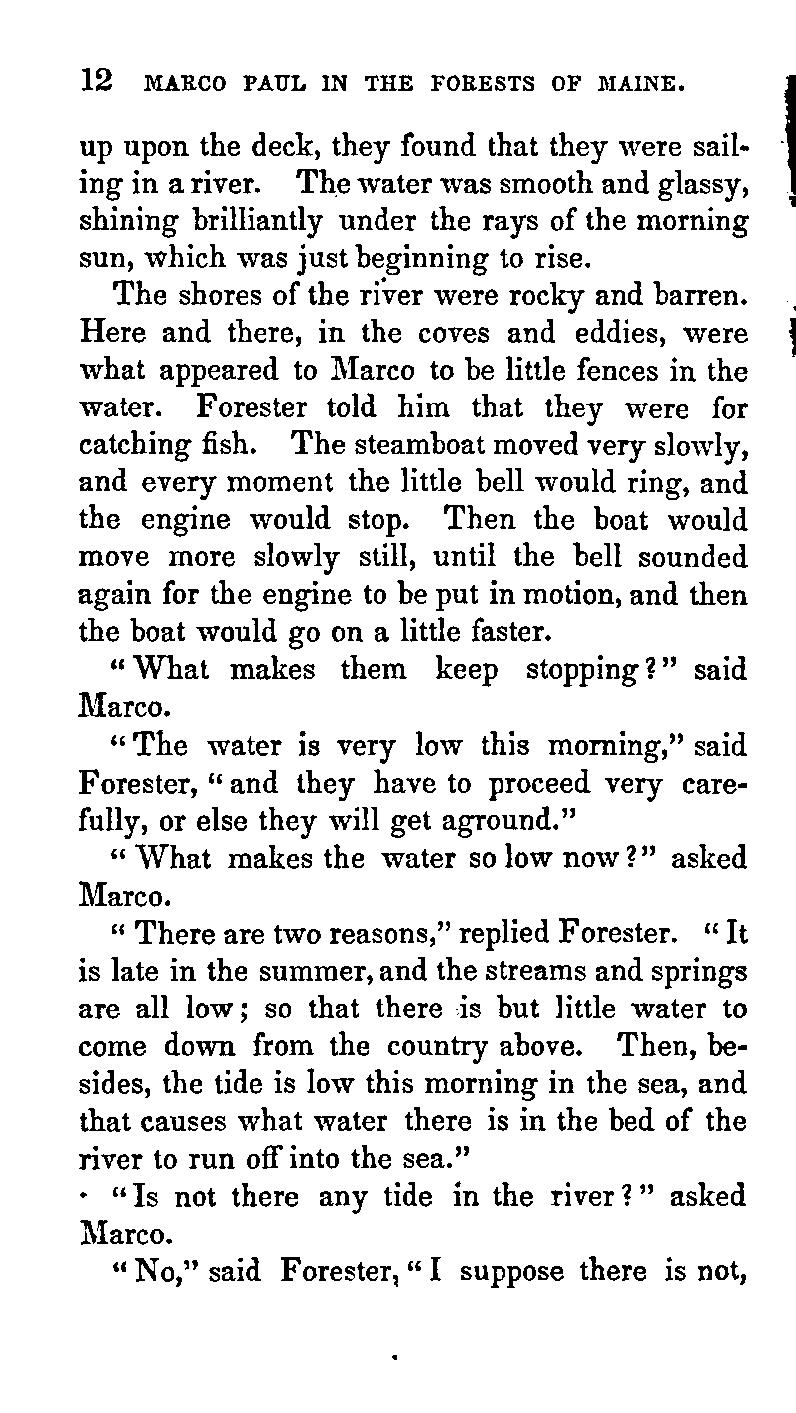 12 MARCO PAUL IN THE FORESTS OF MAINE.
up upon the deck, they found that they were sail-
ing in a river. The water was smooth and glassy,
shining brilliantly under the rays of the morning
sun, which was just beginning to rise.
The shores of the river were rocky and barren.
Here and there, in the coves and eddies, were
what appeared to Marco to be little fences in the
water. Forester told him that they were for
catching fish. The steamboat moved very slowly,
and every moment the little bell would ring, and
the engine would stop. Then the boat would
move more slowly still, until the bell sounded
again for the engine to be put in motion, and then
the boat would go on a little faster.
"What makes them keep stopping?" said
Marco.
"The water is very low this morning," said
Forester, "and they have to proceed very care-
fully, or else they will get aground."
"What makes the water so low now?" asked
Marco.
"There are two reasons," replied Forester. "It
is late in the summer, and the streams and springs
are all low; so that there is but little water to
come down from the country above. Then, be-
sides, the tide is low this morning in the sea, and
that causes what water there is in the bed of the
river to run off into the sea."
"Is not there any tide in the river?" asked
Marco.
"No," said Forester, "I suppose there is not,